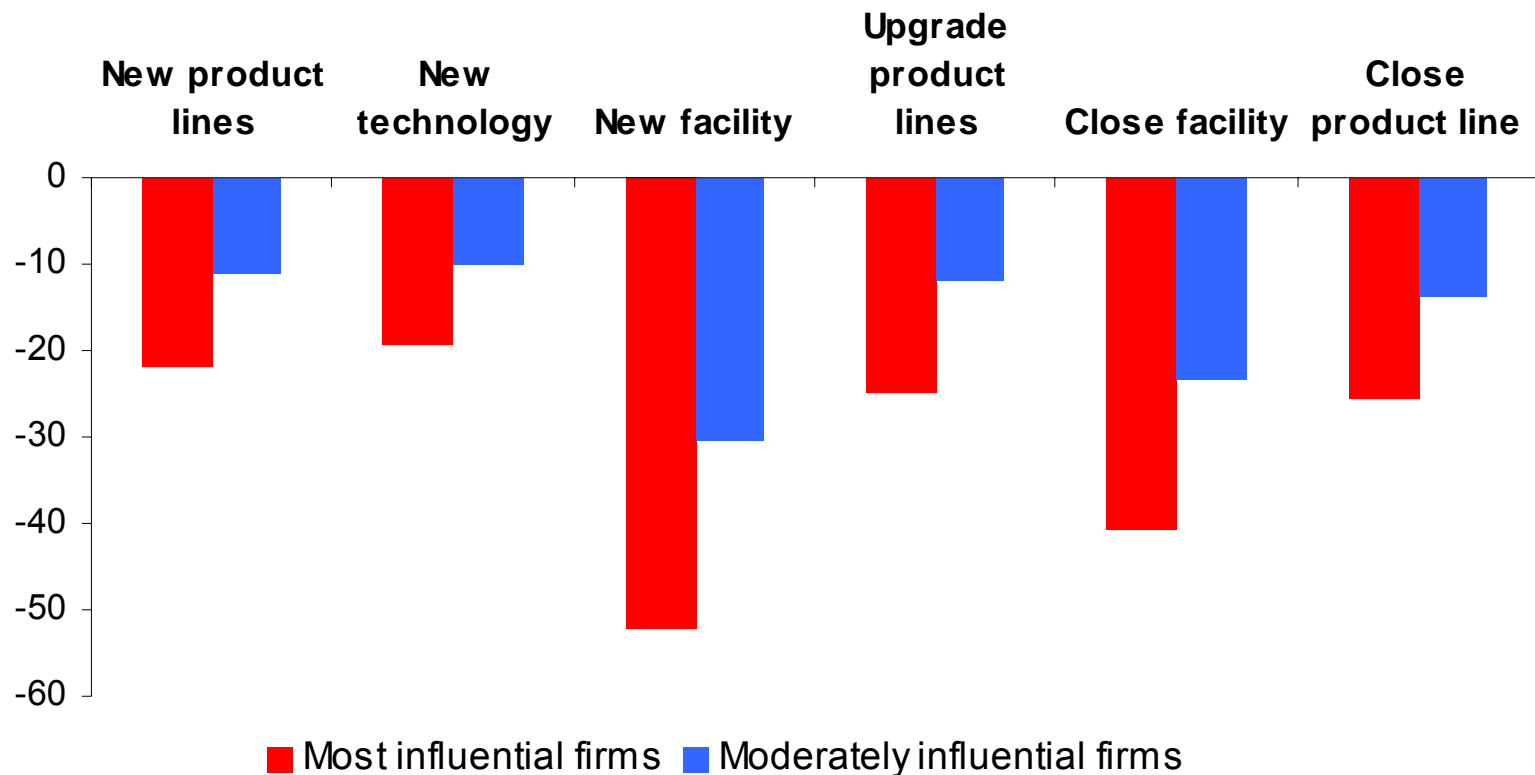 New product
lines
New
technology
New facility
Upgrade
product
lines
Close facility
Close
product line
0
-10
-20
-30
-40
-50
-60
Most influential firms
Moderately influential firms